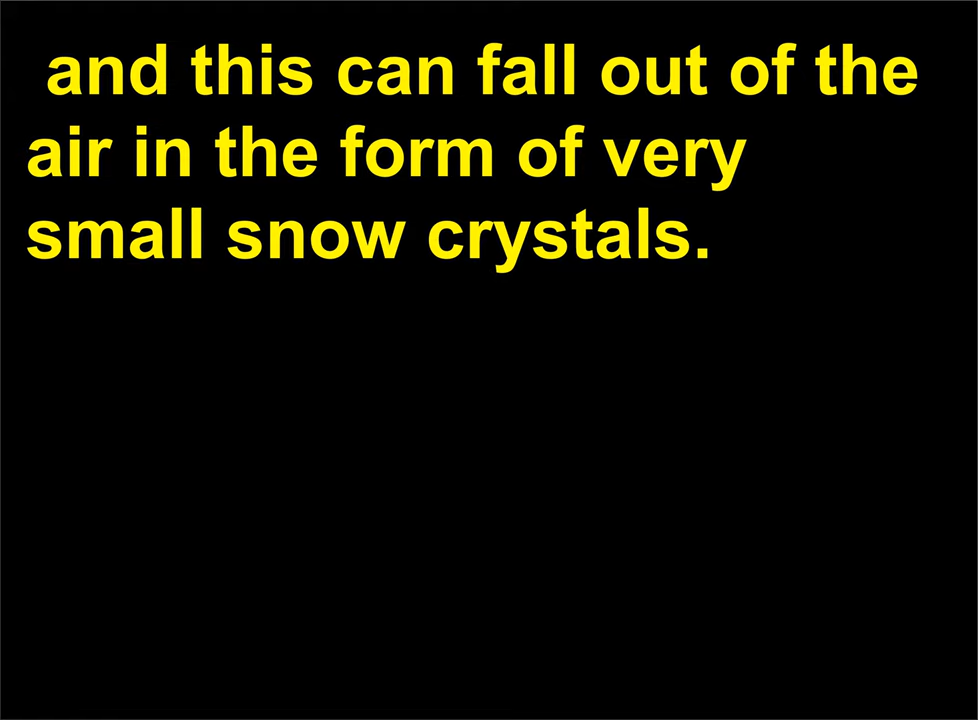 and this can fall out of the
air in the form of very
small snow crystals.